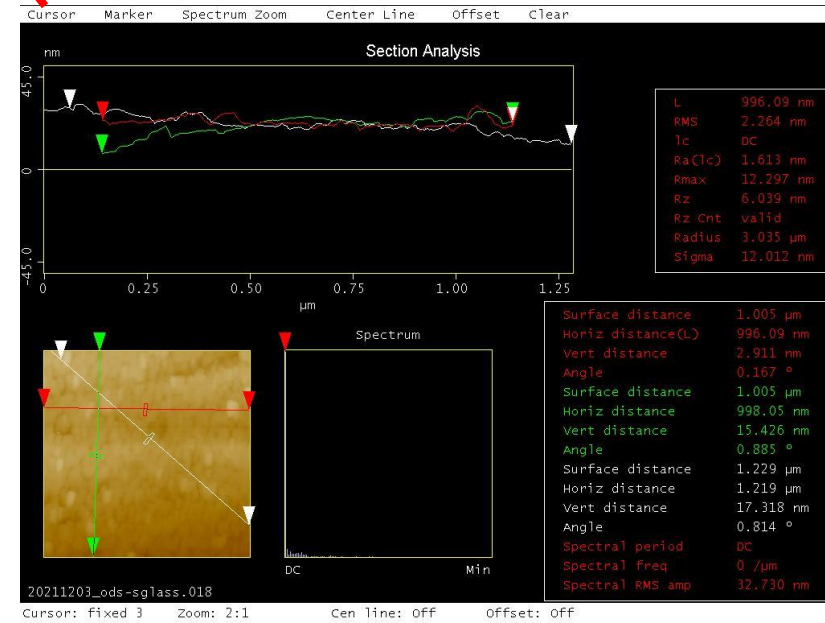 Cursor Marker Spectrum Zoom Center Line Offset Clear
Section Analysis
nm
45.0
0
-45.0
0 0.25 0.50 0.75 1.00 1.25
µm
L 996.09 nm
RMS 2.264 nm
lc DC
Ra(lc) 1.613 nm
Rmax 12.297 nm
Rz 6.039 nm
Rz Cnt valid
Radius 3.035 µm
Sigma 12.012 nm
Spectrum
DC Min
Surface distance 1.005 µm
Horiz distance(L) 996.09 nm
Vert distance 2.911 nm
Angle 0.167 °
Surface distance 1.005 µm
Horiz distance 998.05 nm
Vert distance 15.426 nm
Angle 0.885 °
Surface distance 1.229 µm
Horiz distance 1.219 µm
Vert distance 17.318 nm
Angle 0.814 °
Spectral period DC
Spectral freq 0 /µm
Spectral RMS amp 32.730 nm
20211203_ods-sglass.018
Cursor: fixed 3 Zoom: 2:1 Cen line: Off Offset: Off